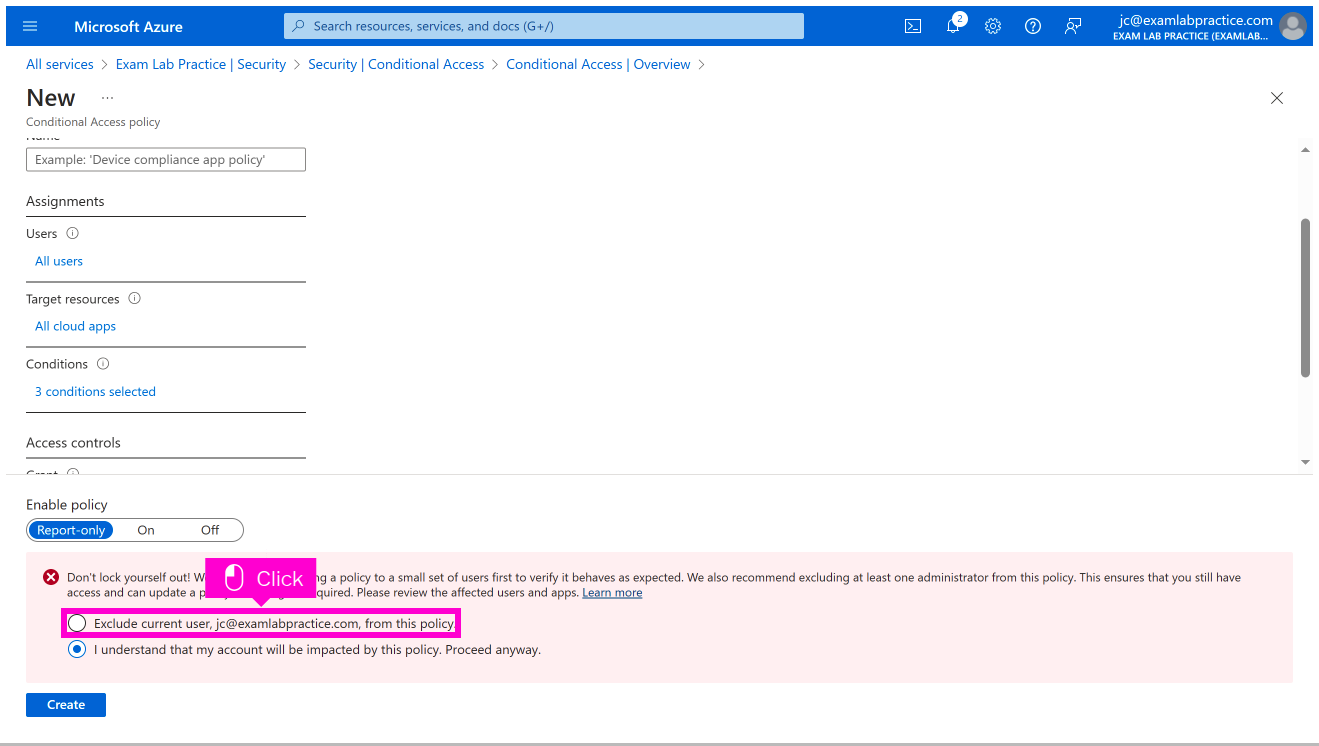 Microsoft Azure
Search resources, services, and docs (G+/)
2
jc@examlabpractice.com
EXAM LAB PRACTICE (EXAMLAB...
All services > Exam Lab Practice | Security > Security | Conditional Access > Conditional Access | Overview >
New ...
Conditional Access policy
Name
Example: 'Device compliance app policy'
Assignments
Users
All users
Target resources
All cloud apps
Conditions
3 conditions selected
Access controls
Grant
Enable policy
Report-only On Off
Click
Don't lock yourself out! g a policy to a small set of users first to verify it behaves as expected. We also recommend excluding at least one administrator from this policy. This ensures that you still have
access and can update a equired. Please review the affected users and apps. Learn more
Exclude current user, jc@examlabpractice.com, from this policy.
I understand that my account will be impacted by this policy. Proceed anyway.
Create